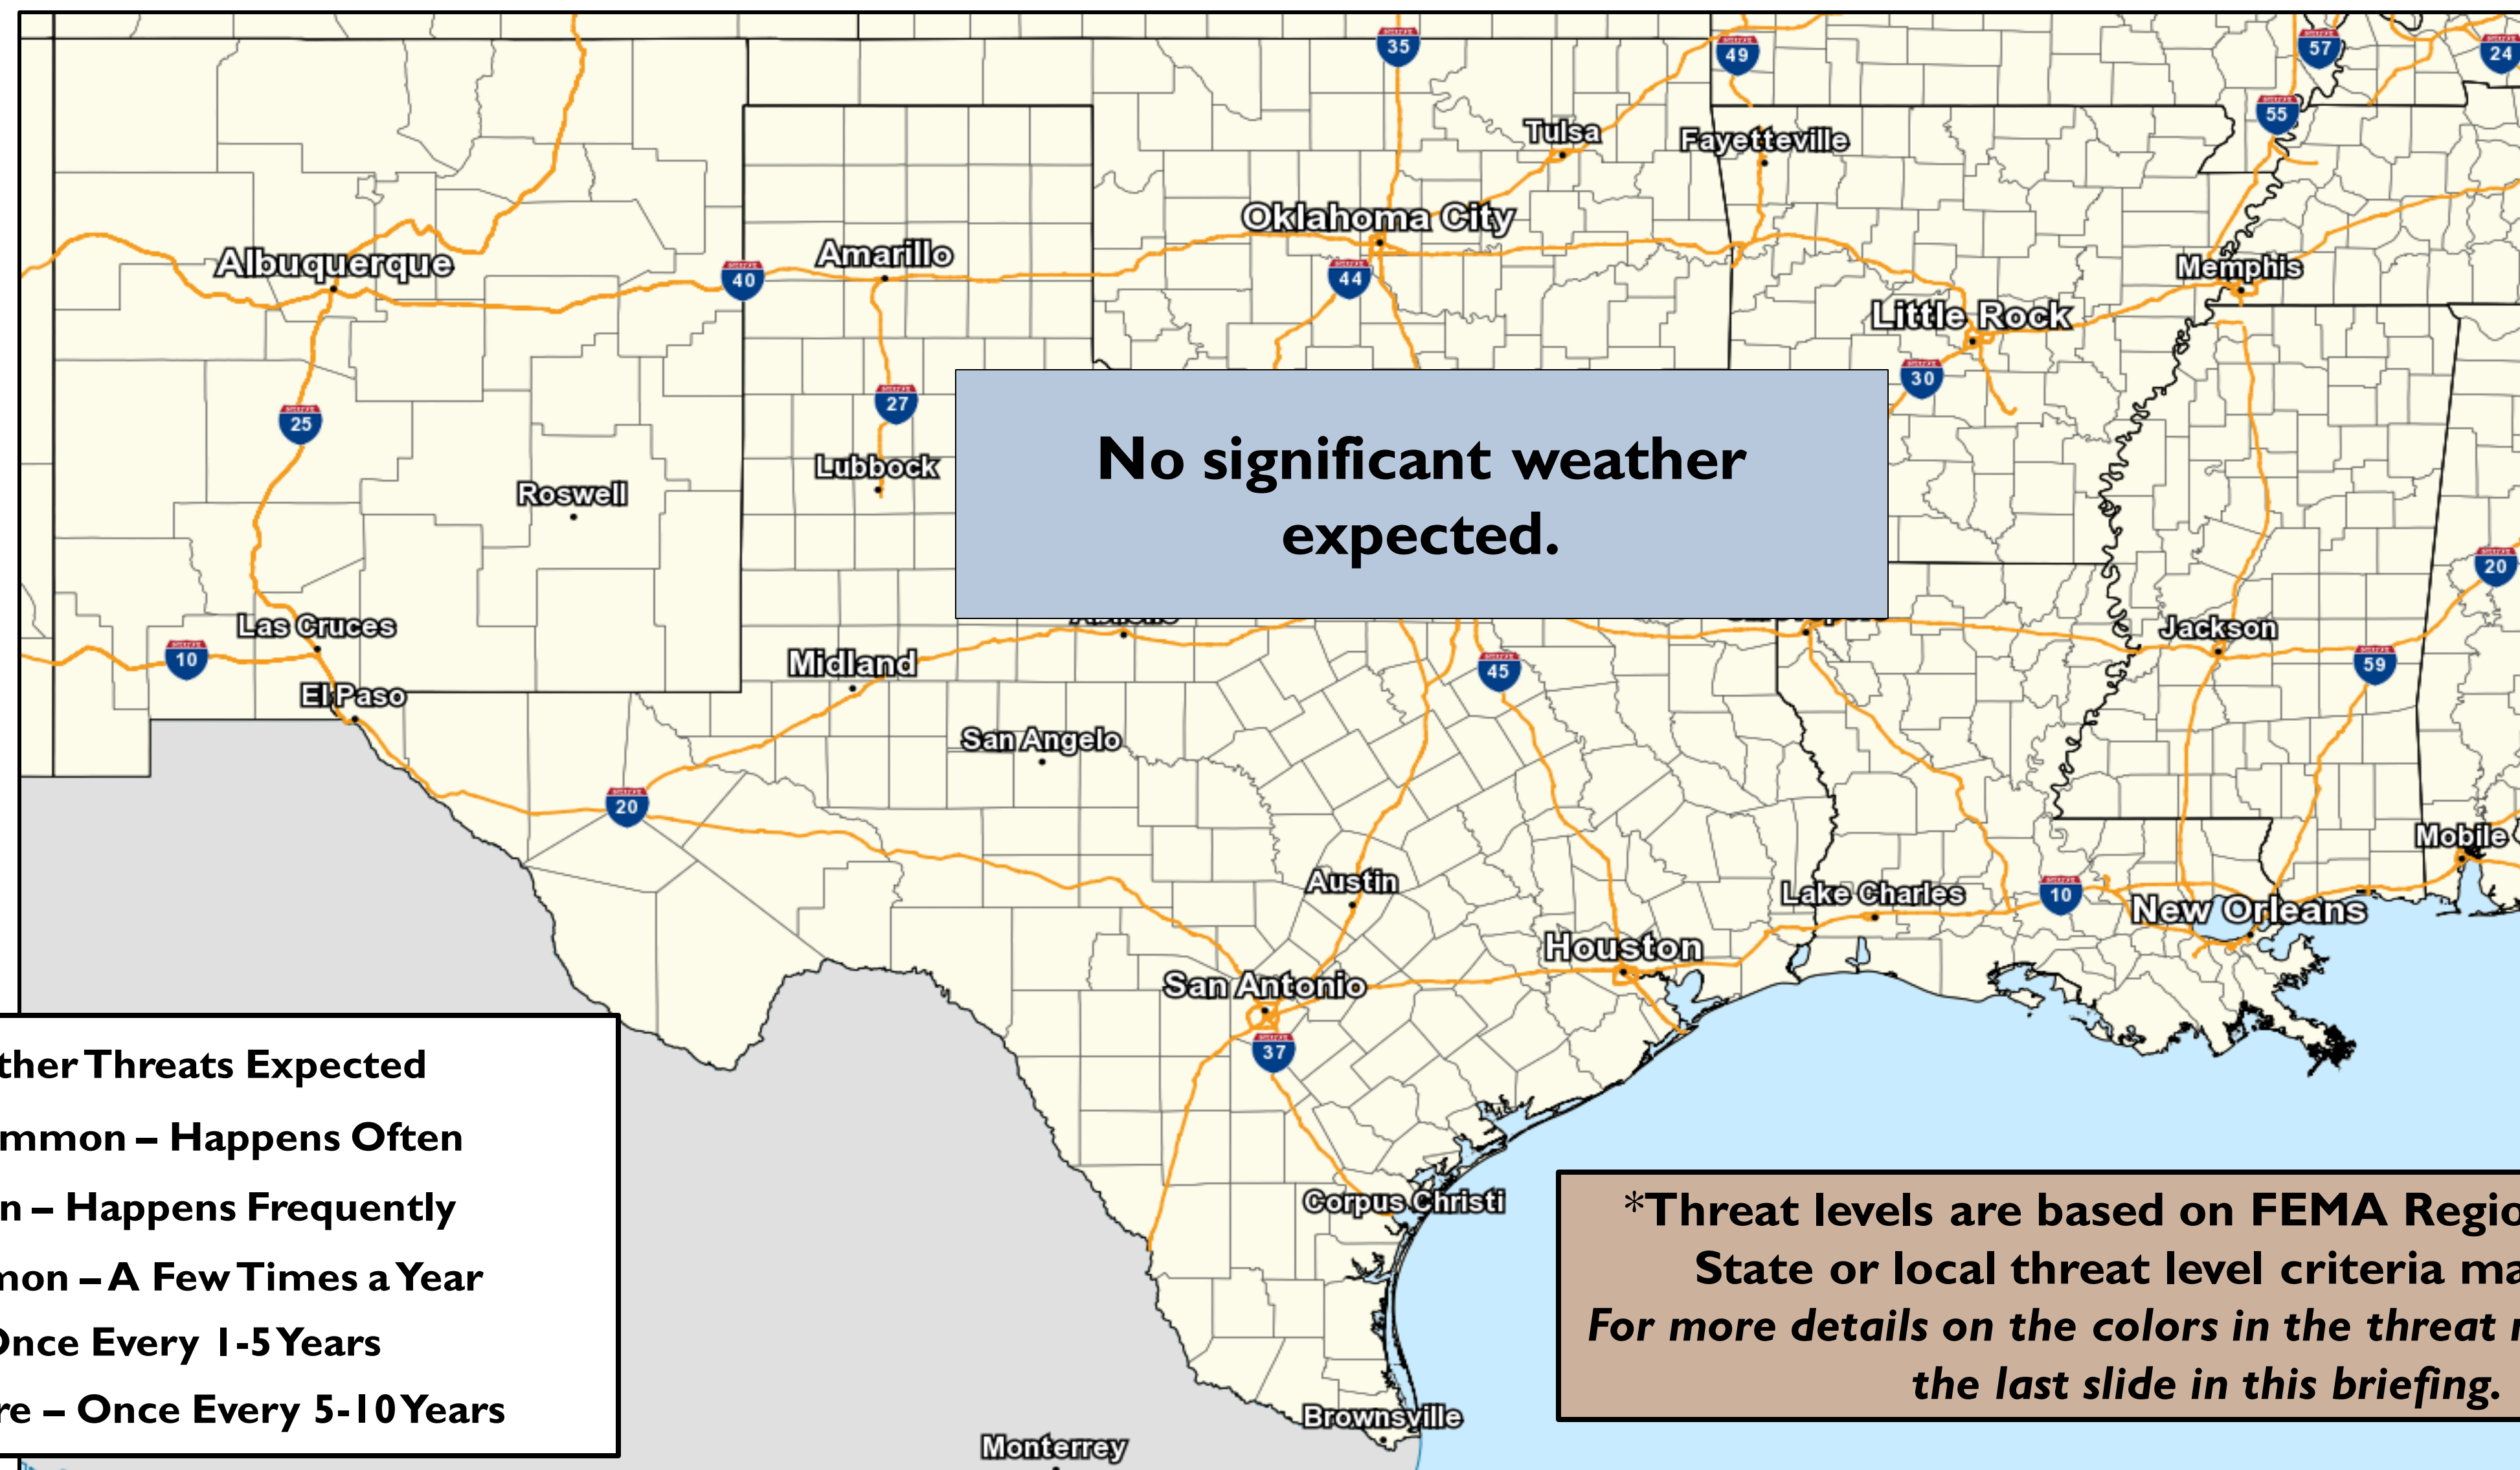 35
49
57
24
55
Tulsa
Fayetteville
Oklahoma City
Albuquerque
Amarillo
40
44
Memphis
Little Rock
30
25
27
No significant weather
expected.
Lubbock
Roswell
20
Las Cruces
Jackson
10
Midland
45
59
El Paso
San Angelo
20
Mobile
Austin
Lake Charles
10
New Orleans
Houston
San Antonio
37
ther Threats Expected
mmon – Happens Often
n – Happens Frequently
mon – A Few Times a Year
Once Every 1-5 Years
re – Once Every 5-10 Years
Corpus Christi
*Threat levels are based on FEMA Regio
State or local threat level criteria ma
For more details on the colors in the threat
the last slide in this briefing.
Brownsville
Monterrey